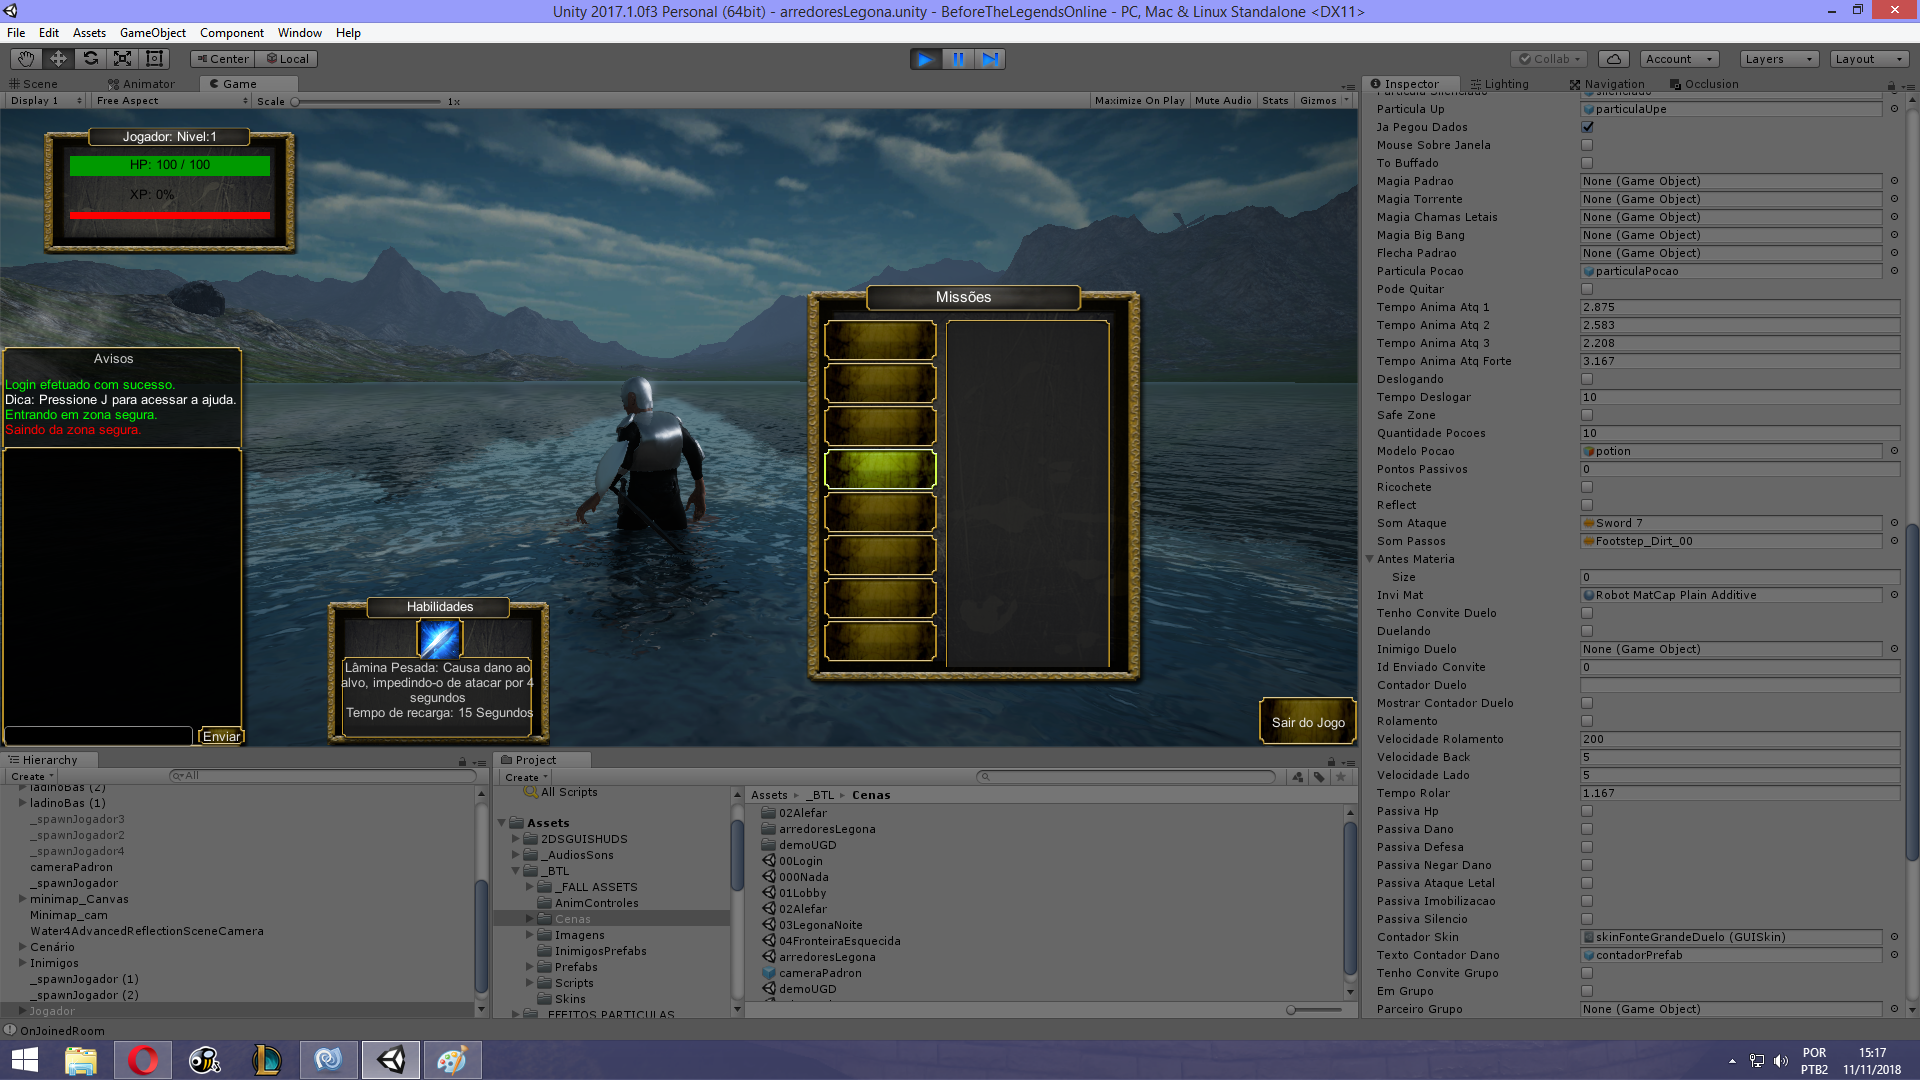 Unity 2017.1.0f3 Personal (64bit) - arredoresLegona.unity - BeforeTheLegendsOnline - PC, Mac & Linux Standalone <DX11>
File Edit Assets GameObject Component Window Help
Center Local Collab Account Layers Layout
Scene Animator Game
Display 1 Free Aspect Scale 1x Maximize On Play Mute Audio Stats Gizmos
Jogador: Nivel:1
HP: 100 / 100
XP: 0%
Avisos
Login efetuado com sucesso.
Dica: Pressione J para acessar a ajuda.
Entrando em zona segura.
Saindo da zona segura.
Enviar
Habilidades
Lâmina Pesada: Causa dano ao
alvo, impedindo-o de atacar por 4
segundos
Tempo de recarga: 15 Segundos
Missões
Sair do Jogo
Inspector Lighting Navigation Occlusion
Particula Silenciado silenciado
Particula Up particulaUpe
Ja Pegou Dados
Mouse Sobre Janela
To Buffado
Magia Padrao None (Game Object)
Magia Torrente None (Game Object)
Magia Chamas Letais None (Game Object)
Magia Big Bang None (Game Object)
Flecha Padrao None (Game Object)
Particula Pocao particulaPocao
Pode Quitar
Tempo Anima Atq 1 2.875
Tempo Anima Atq 2 2.583
Tempo Anima Atq 3 2.208
Tempo Anima Atq Forte 3.167
Deslogando
Tempo Deslogar 10
Safe Zone
Quantidade Pocoes 10
Modelo Pocao potion
Pontos Passivos 0
Ricochete
Reflect
Som Ataque Sword 7
Som Passos Footstep_Dirt_00
Antes Materia
Size 0
Invi Mat Robot MatCap Plain Additive
Tenho Convite Duelo
Duelando
Inimigo Duelo None (Game Object)
Id Enviado Convite 0
Contador Duelo
Mostrar Contador Duelo
Rolamento
Velocidade Rolamento 200
Velocidade Back 5
Velocidade Lado 5
Tempo Rolar 1.167
Passiva Hp
Passiva Dano
Passiva Defesa
Passiva Negar Dano
Passiva Ataque Letal
Passiva Imobilizacao
Passiva Silencio
Contador Skin skinFonteGrandeDuelo (GUISkin)
Texto Contador Dano contadorPrefab
Tenho Convite Grupo
Em Grupo
Parceiro Grupo None (Game Object)
Hierarchy
Create All
ladinoBas (2)
ladinoBas (1)
_spawnJogador3
_spawnJogador2
_spawnJogador4
cameraPadron
_spawnJogador
minimap_Canvas
Minimap_cam
Water4AdvancedReflectionSceneCamera
Cenário
Inimigos
_spawnJogador (1)
_spawnJogador (2)
Jogador
Project
Create
All Scripts
Assets
2DSGUISHUDS
_AudiosSons
_BTL
_FALL ASSETS
AnimControles
Cenas
Imagens
InimigosPrefabs
Prefabs
Scripts
Skins
_EFEITOS PARTICULAS
Assets _BTL Cenas
02Alefar
arredoresLegona
demoUGD
00Login
000Nada
01Lobby
02Alefar
03LegonaNoite
04FronteiraEsquecida
arredoresLegona
cameraPadron
demoUGD
OnJoinedRoom
POR
PTB2
15:17
11/11/2018